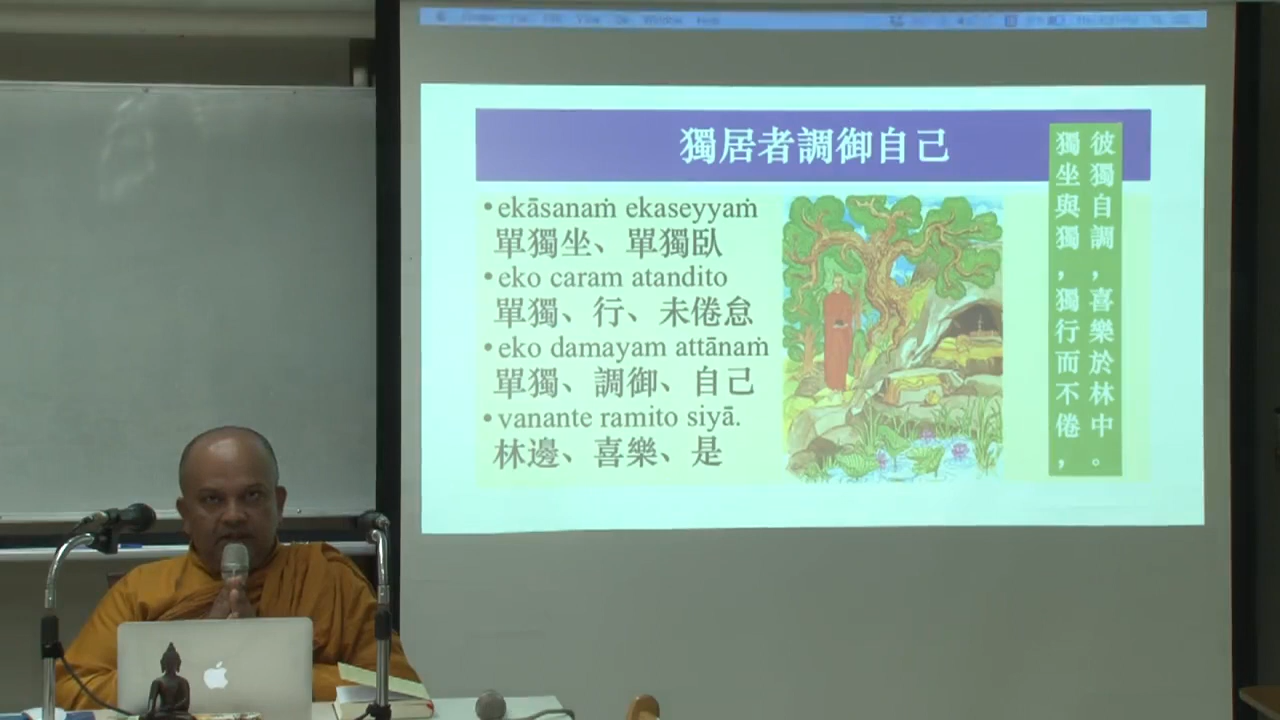 獨居者調御自己
• ekāsanaṁ ekaseyyaṁ
單獨坐、單獨臥
• eko caram atandito
單獨、行、未倦怠
• eko damayam attānaṁ
單獨、調御、自己
• vanante ramito siyā.
林邊、喜樂、是
彼獨自調，喜樂於林中。
獨坐與獨，獨行而不倦，